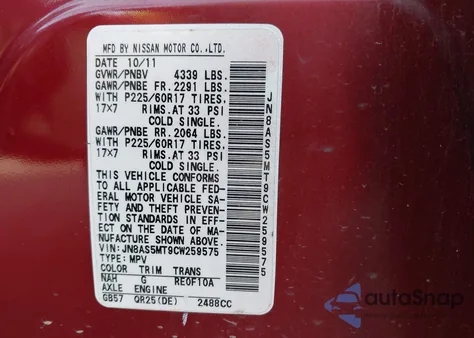 MFD BY NISSAN MOTOR CO.,LTD.
DATE 10/11
GVWR/PNBV 4339 LBS.
GAWR/PNBE FR. 2291 LBS.
WITH P225/60R17 TIRES,
17×7 RIMS.AT 33 PSI
COLD SINGLE.
GAWR/PNBE RR. 2064 LBS.
WITH P225/60R17 TIRES,
17×7 RIMS.AT 33 PSI
COLD SINGLE.
THIS VEHICLE CONFORMS
TO ALL APPLICABLE FED-
ERAL MOTOR VEHICLE SA-
FETY AND THEFT PREVEN-
TION STANDARDS IN EFF-
ECT ON THE DATE OF MA-
NUFACTURE SHOWN ABOVE.
VIN: JN8AS5MT9CW259575
TYPE: MPV
COLOR TRIM TRANS
NAH G RE0F10A
AXLE ENGINE
GB57 QR25(DE) 2488CC
JN8AS5MT9CW259575
autoSnap